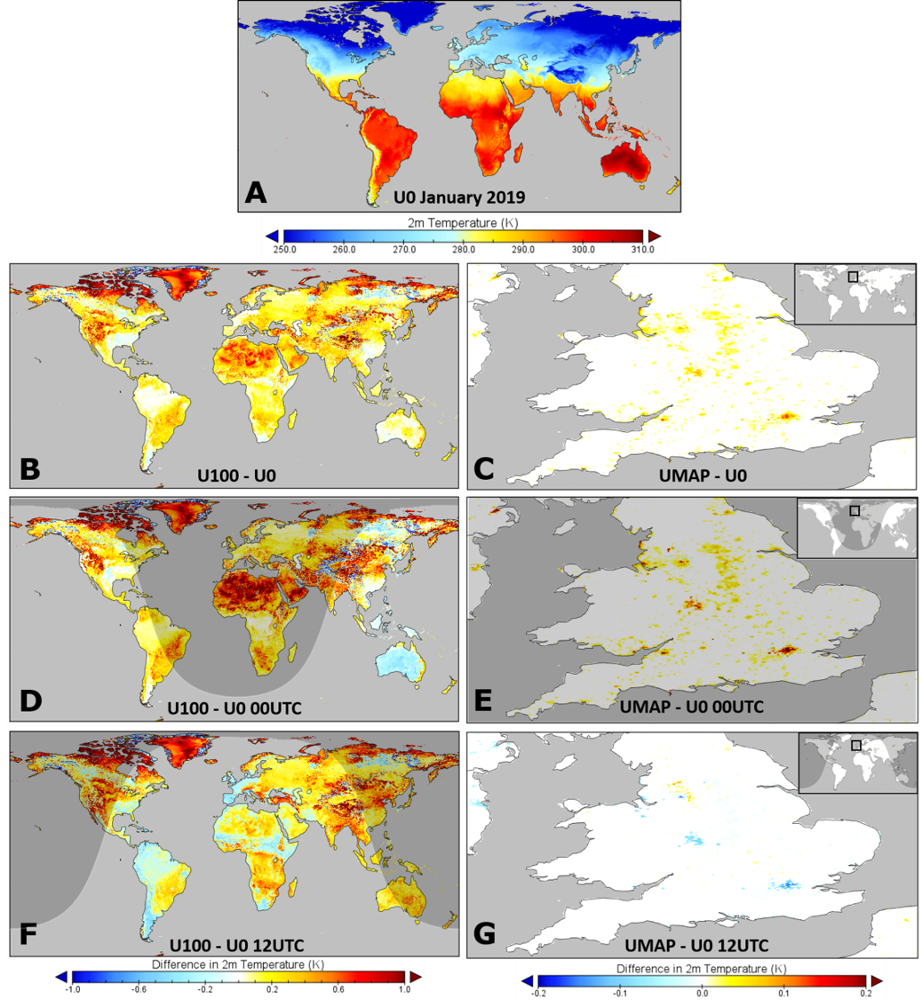 A
U0 January 2019
2m Temperature (K)
250.0 260.0 270.0 280.0 290.0 300.0 310.0
B
U100 - U0
C
UMAP - U0
D
U100 - U0 00UTC
E
UMAP - U0 00UTC
F
U100 - U0 12UTC
G
UMAP - U0 12UTC
Difference in 2m Temperature (K)
-1.0 -0.6 -0.2 0.2 0.6 1.0
Difference in 2m Temperature (K)
-0.2 -0.1 0.0 0.1 0.2